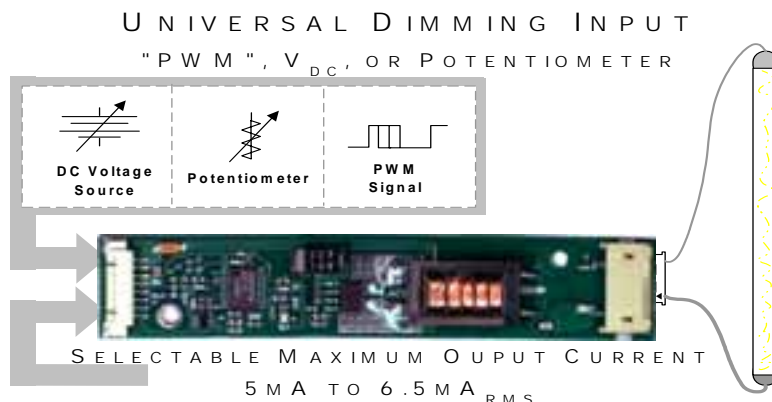 UNIVERSAL DIMMING INPUT
"PWM", VDC, OR POTENTIOMETER
DC Voltage
Source
Potentiometer
PWM
Signal
SELECTABLE MAXIMUM OUPUT CURRENT
5MA TO 6.5MARMS